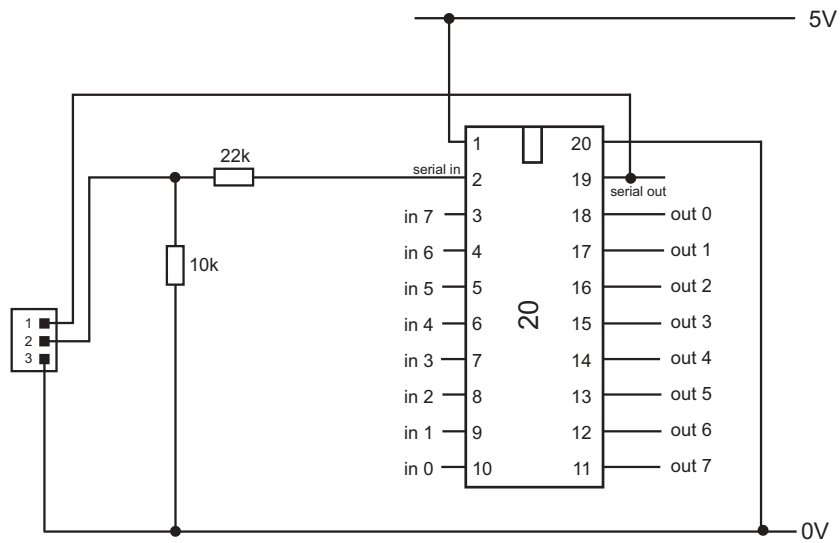 5V
22k
serial in
1
20
2
19
serial out
in 7
3
18
out 0
in 6
4
17
out 1
10k
in 5
5
16
out 2
in 4
6
15
out 3
in 3
7
14
out 4
in 2
8
13
out 5
in 1
9
12
out 6
in 0
10
11
out 7
20
1
2
3
0V